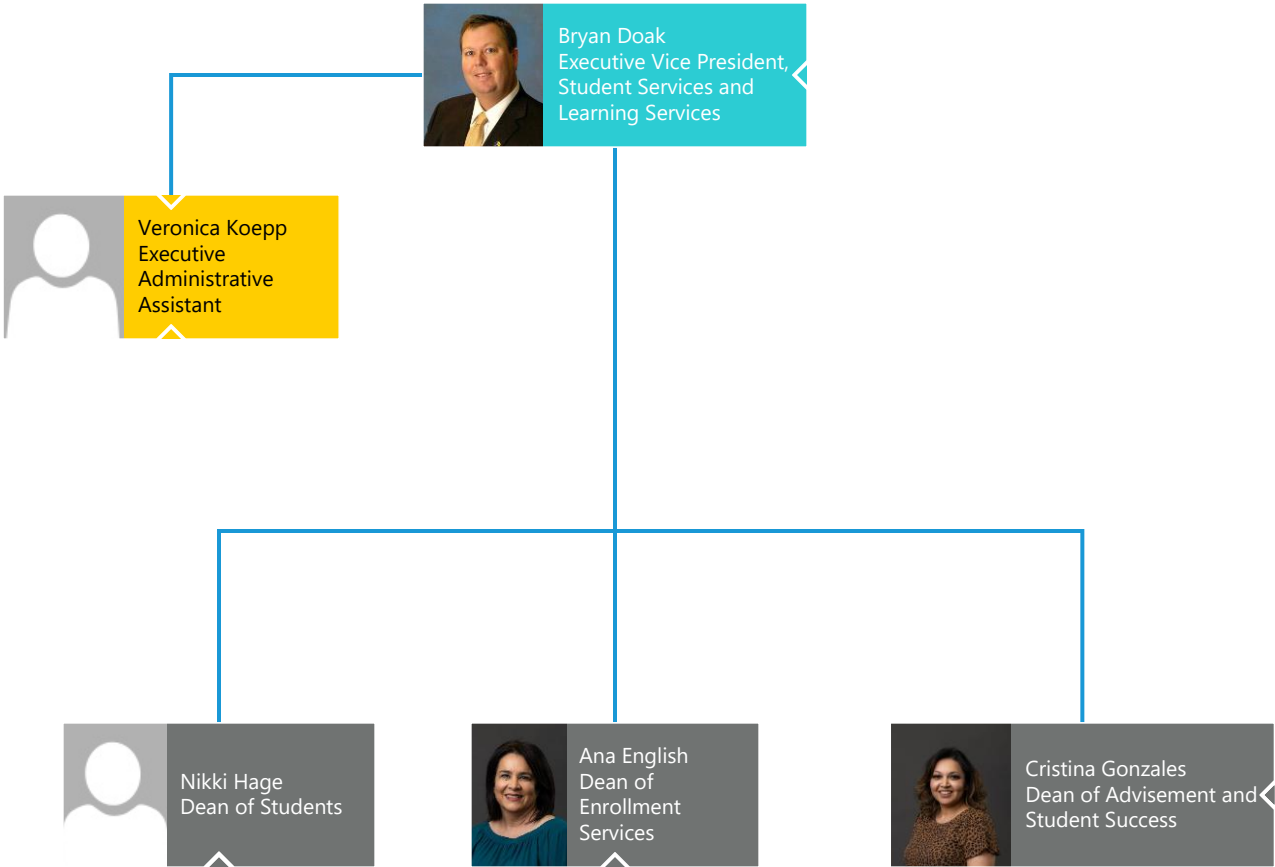 Bryan Doak
Executive Vice President,
Student Services and
Learning Services
Veronica Koepp
Executive
Administrative
Assistant
Nikki Hage
Dean of Students
Ana English
Dean of
Enrollment
Services
Cristina Gonzales
Dean of Advisement and
Student Success